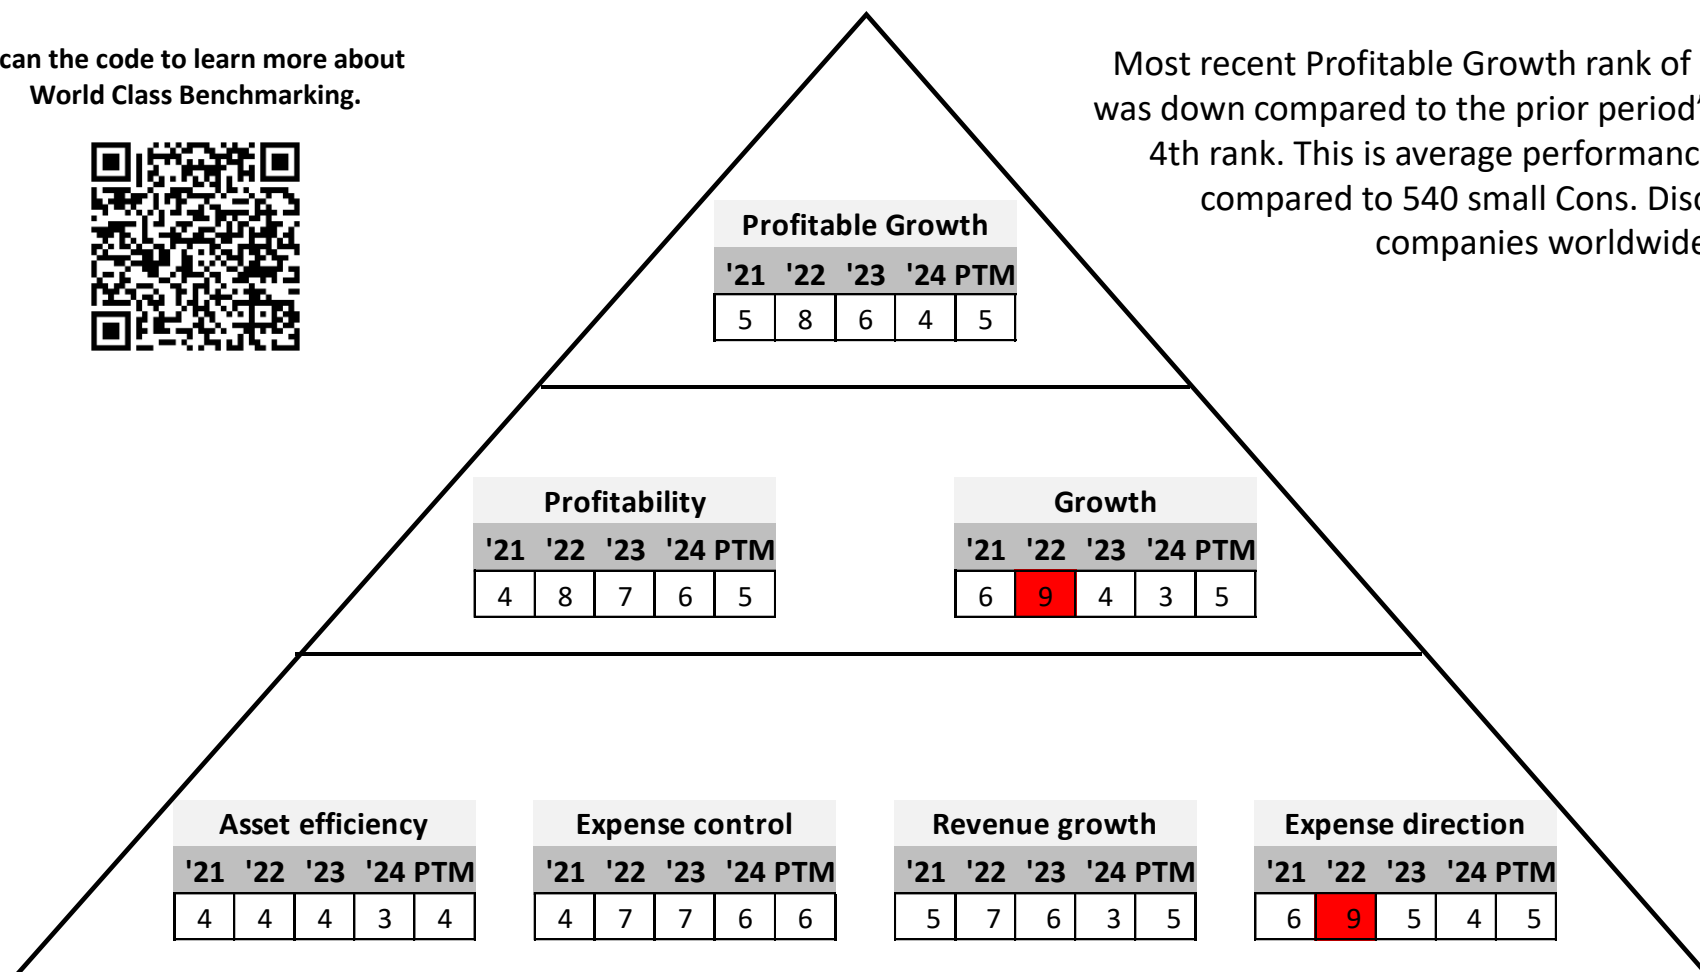 can the code to learn more about
World Class Benchmarking.
Most recent Profitable Growth rank of
was down compared to the prior period'
4th rank. This is average performanc
compared to 540 small Cons. Disc
companies worldwide
Profitable Growth
'21 '22 '23 '24 PTM
5 8 6 4 5
Profitability
'21 '22 '23 '24 PTM
4 8 7 6 5
Growth
'21 '22 '23 '24 PTM
6 9 4 3 5
Asset efficiency
'21 '22 '23 '24 PTM
4 4 4 3 4
Expense control
'21 '22 '23 '24 PTM
4 7 7 6 6
Revenue growth
'21 '22 '23 '24 PTM
5 7 6 3 5
Expense direction
'21 '22 '23 '24 PTM
6 9 5 4 5